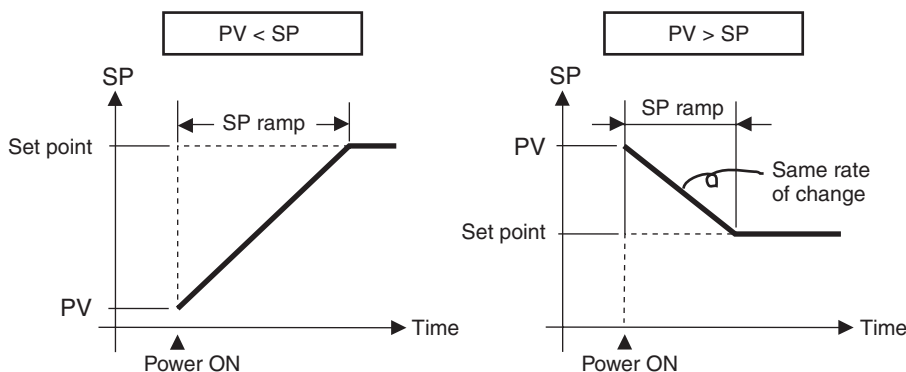 PV < SP
SP
SP ramp
Set point
PV
Time
Power ON
PV > SP
SP
SP ramp
PV
Same rate
of change
Set point
Time
Power ON